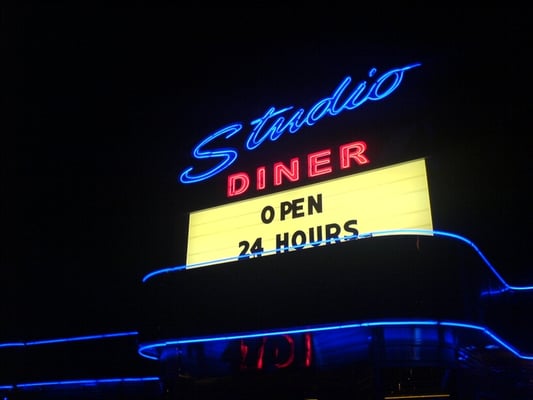 Studio
DINER
OPEN
24 HOURS